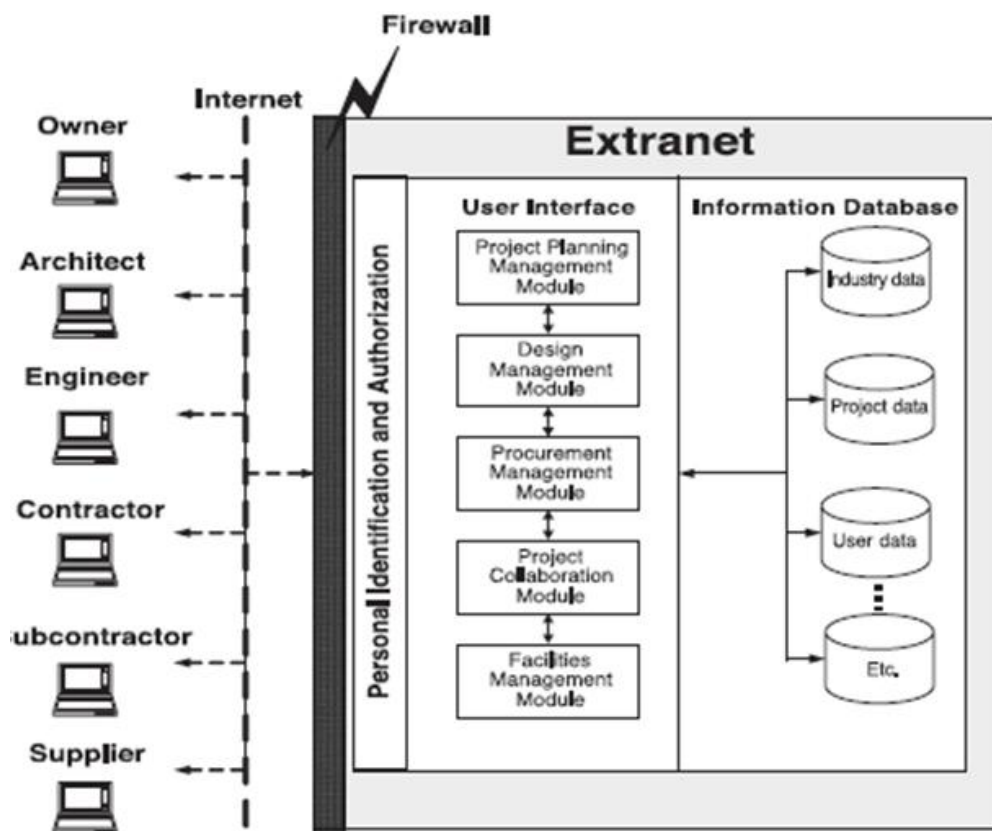 Firewall
Internet
Owner
Architect
Engineer
Contractor
ubcontractor
Supplier
Extranet
Personal Identification and Authorization
User Interface
Project Planning
Management
Module
Design
Management
Module
Procurement
Management
Module
Project
Collaboration
Module
Facilities
Management
Module
Information Database
Industry data
Project data
User data
Etc.